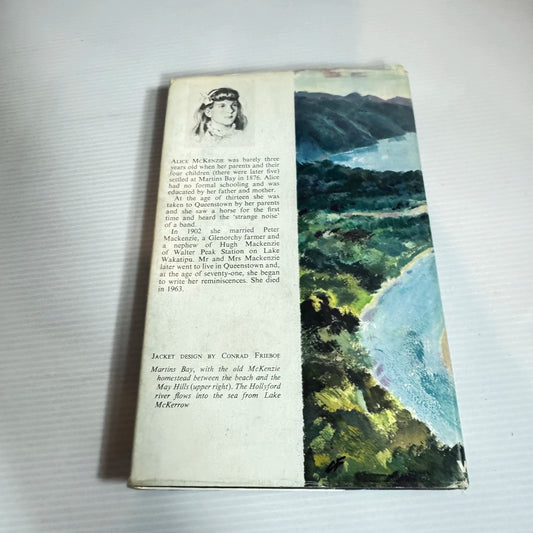 ALICE MCKENZIE was barely three
years old when her parents and their
four children (there were later five)
settled at Martins Bay in 1876. Alice
had no formal schooling and was
educated by her father and mother.
At the age of thirteen she was
taken to Queenstown by her parents
and she saw a horse for the first
time and heard the 'strange noise'
of a band.
In 1902 she married Peter
Mackenzie, a Glenorchy farmer and
a nephew of Hugh Mackenzie
of Walter Peak Station on Lake
Wakatipu. Mr and Mrs Mackenzie
later went to live in Queenstown and,
at the age of seventy-one, she began
to write her reminiscences. She died
in 1963.
JACKET DESIGN BY CONRAD FRIEBOE
Martins Bay, with the old McKenzie
homestead between the beach and the
May Hills (upper right). The Hollyford
river flows into the sea from Lake
McKerrow
CF